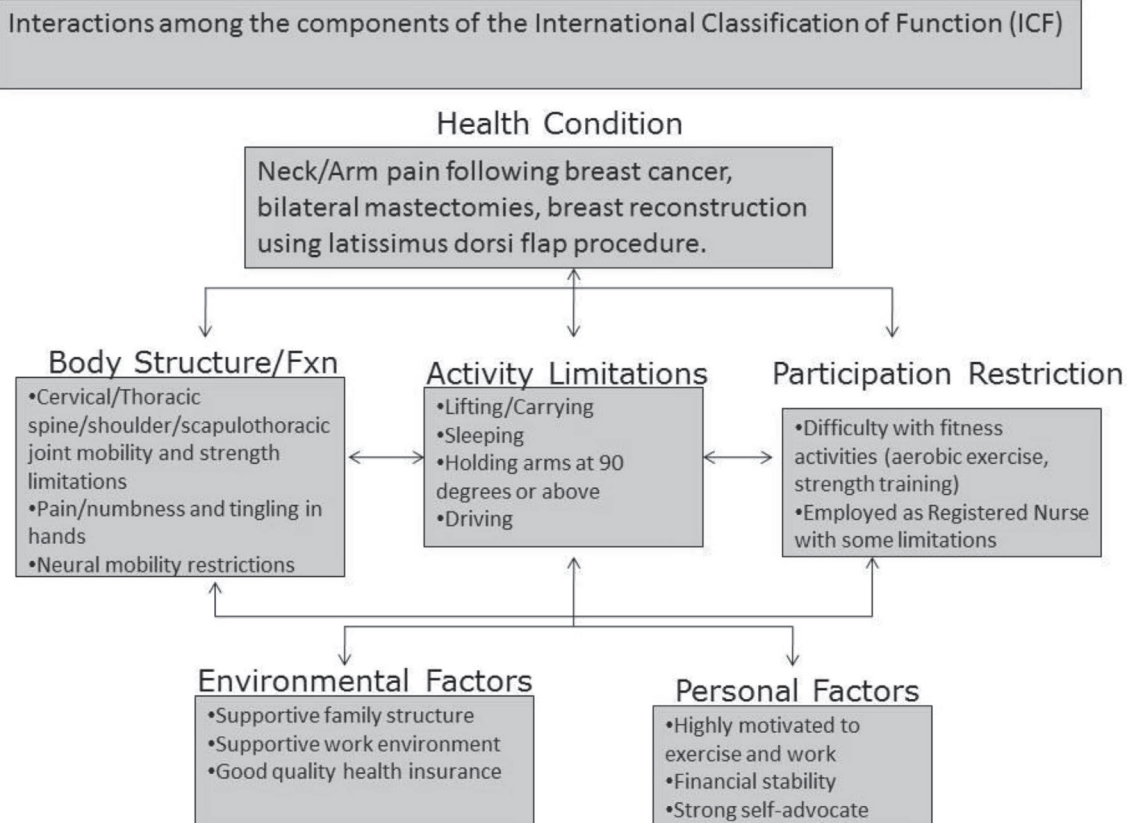 Interactions among the components of the International Classification of Function (ICF)
Health Condition
Neck/Arm pain following breast cancer,
bilateral mastectomies, breast reconstruction
using latissimus dorsi flap procedure.
Body Structure/Fxn
•Cervical/Thoracic
spine/shoulder/scapulothoracic
joint mobility and strength
limitations
•Pain/numbness and tingling in
hands
•Neural mobility restrictions
Activity Limitations
•Lifting/Carrying
•Sleeping
•Holding arms at 90
degrees or above
•Driving
Participation Restriction
•Difficulty with fitness
activities (aerobic exercise,
strength training)
•Employed as Registered Nurse
with some limitations
Environmental Factors
•Supportive family structure
•Supportive work environment
•Good quality health insurance
Personal Factors
•Highly motivated to
exercise and work
•Financial stability
•Strong self-advocate